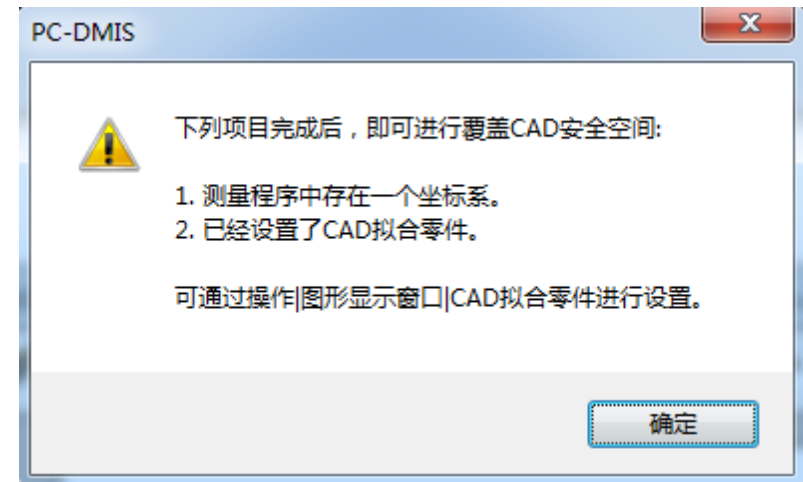 PC-DMIS
下列项目完成后，即可进行覆盖CAD安全空间:
1. 测量程序中存在一个坐标系。
2. 已经设置了CAD拟合零件。
可通过操作|图形显示窗口|CAD拟合零件进行设置。
确定